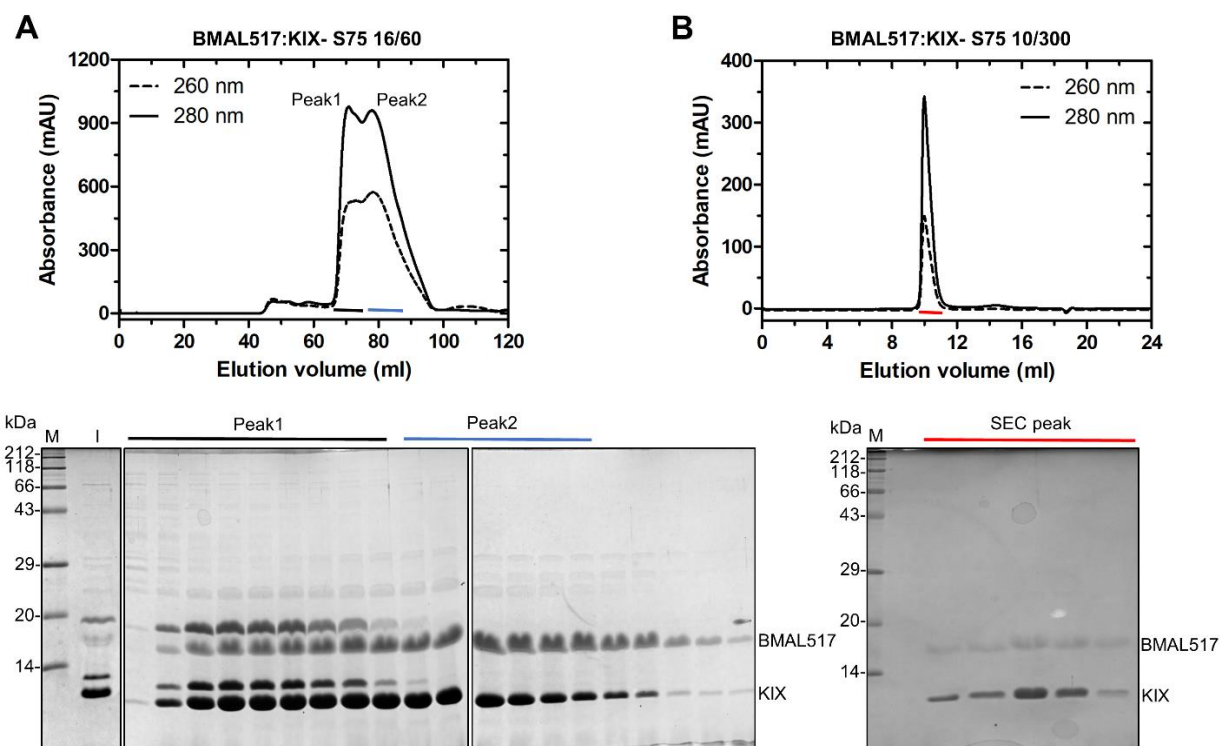 A
BMAL517:KIX- S75 16/60
Absorbance (mAU)
1200
900
600
300
0
260 nm
280 nm
Peak1
Peak2
0 20 40 60 80 100 120
Elution volume (ml)
B
BMAL517:KIX- S75 10/300
Absorbance (mAU)
400
300
200
100
0
260 nm
280 nm
0 4 8 12 16 20 24
Elution volume (ml)
kDa
M I
Peak1
Peak2
212-
118-
66-
43-
29-
20-
14-
BMAL517
KIX
kDa
M
SEC peak
212-
118-
66-
43-
29-
20-
14-
BMAL517
KIX